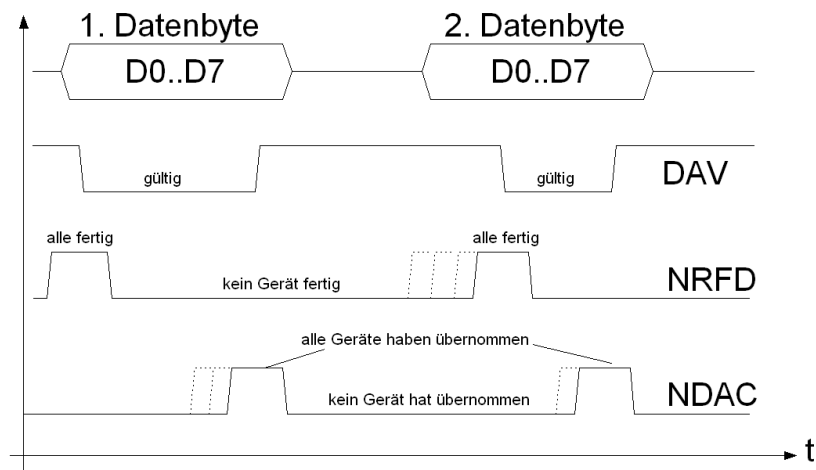 1. Datenbyte
2. Datenbyte
D0..D7
D0..D7
gültig
gültig
DAV
alle fertig
alle fertig
kein Gerät fertig
NRFD
alle Geräte haben übernommen
kein Gerät hat übernommen
NDAC
t